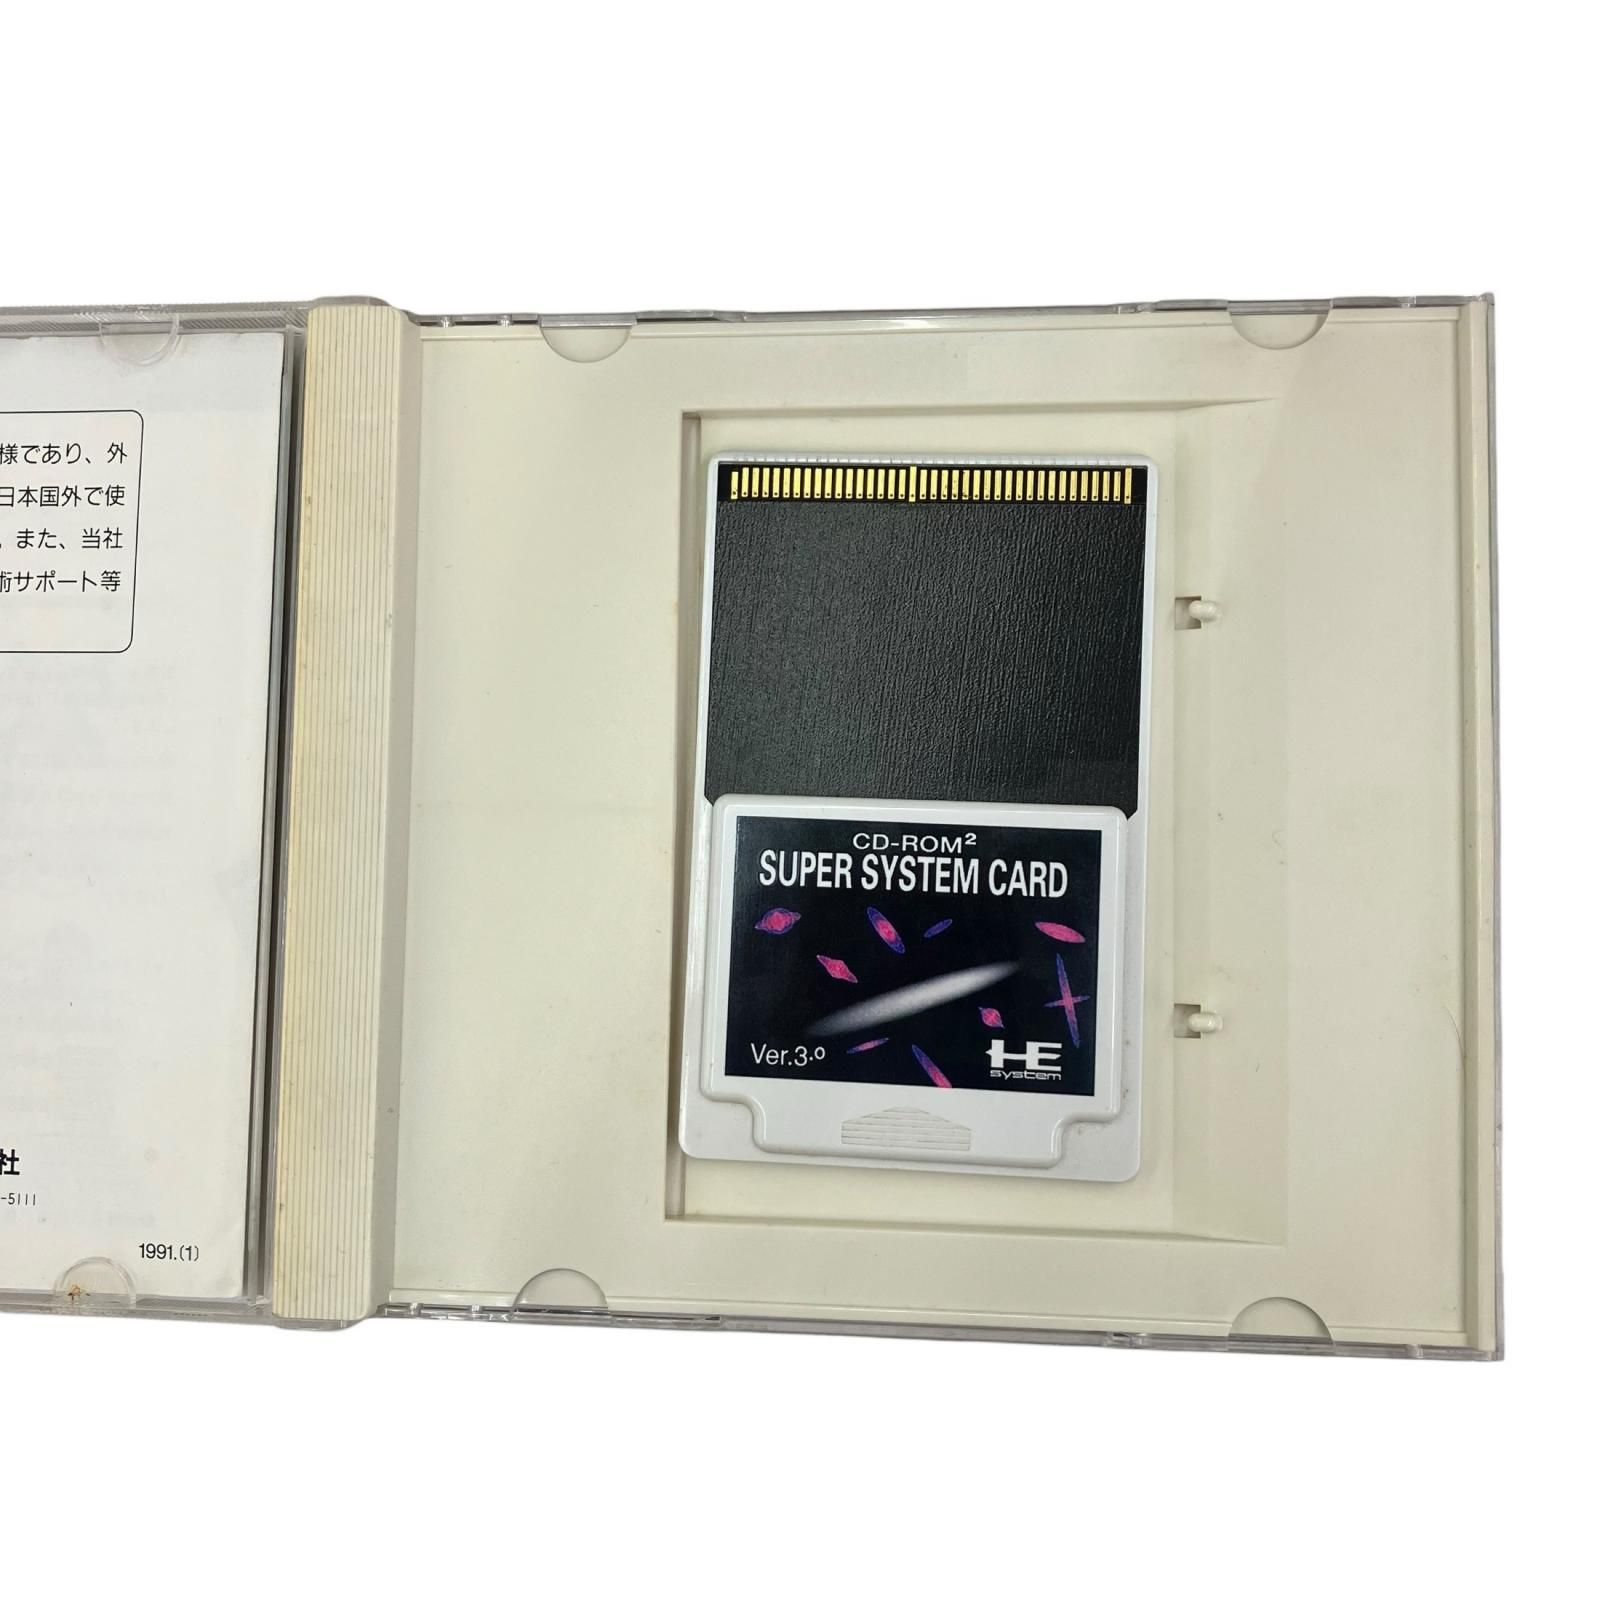 様であり、外
日本国外で使
。また、当社
術サポート等
社
-5111
1991.(1)
CD-ROM²
SUPER SYSTEM CARD
Ver.3.0
HE
system